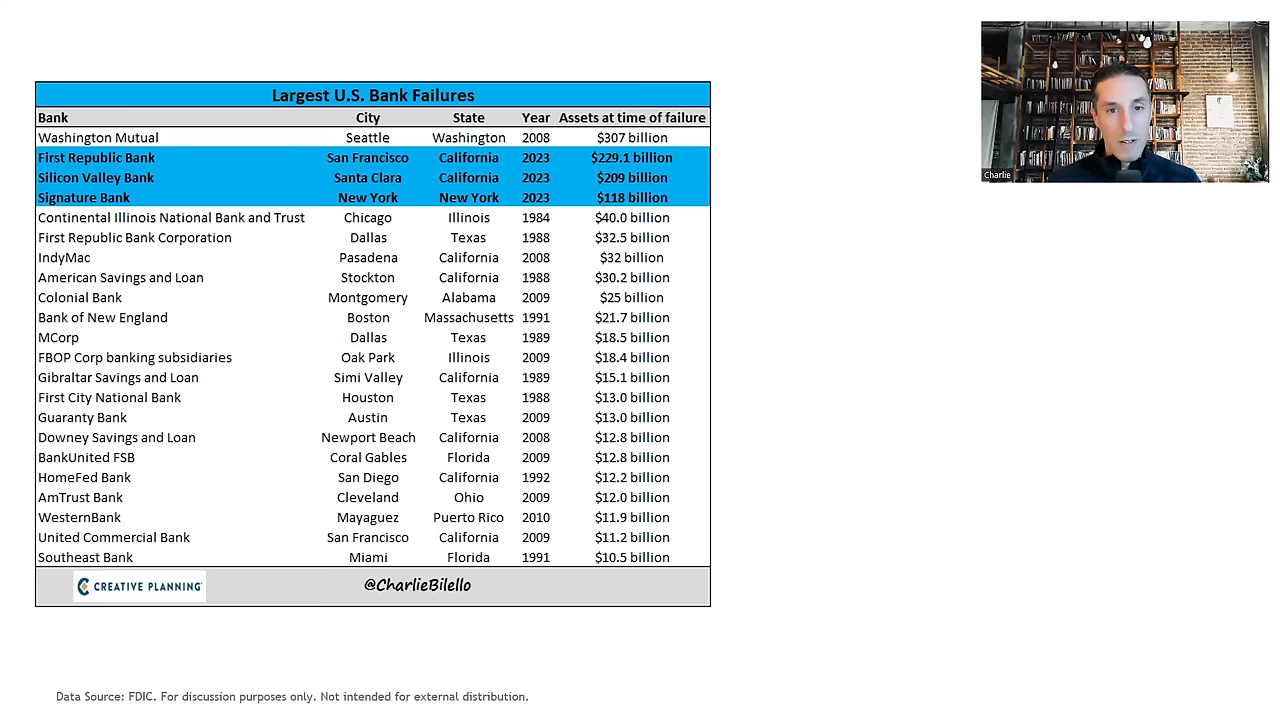 Largest U.S. Bank Failures
Bank City State Year Assets at time of failure
Washington Mutual Seattle Washington 2008 $307 billion
First Republic Bank San Francisco California 2023 $229.1 billion
Silicon Valley Bank Santa Clara California 2023 $209 billion
Signature Bank New York New York 2023 $118 billion
Continental Illinois National Bank and Trust Chicago Illinois 1984 $40.0 billion
First Republic Bank Corporation Dallas Texas 1988 $32.5 billion
IndyMac Pasadena California 2008 $32 billion
American Savings and Loan Stockton California 1988 $30.2 billion
Colonial Bank Montgomery Alabama 2009 $25 billion
Bank of New England Boston Massachusetts 1991 $21.7 billion
MCorp Dallas Texas 1989 $18.5 billion
FBOP Corp banking subsidiaries Oak Park Illinois 2009 $18.4 billion
Gibraltar Savings and Loan Simi Valley California 1989 $15.1 billion
First City National Bank Houston Texas 1988 $13.0 billion
Guaranty Bank Austin Texas 2009 $13.0 billion
Downey Savings and Loan Newport Beach California 2008 $12.8 billion
BankUnited FSB Coral Gables Florida 2009 $12.8 billion
HomeFed Bank San Diego California 1992 $12.2 billion
AmTrust Bank Cleveland Ohio 2009 $12.0 billion
WesternBank Mayaguez Puerto Rico 2010 $11.9 billion
United Commercial Bank San Francisco California 2009 $11.2 billion
Southeast Bank Miami Florida 1991 $10.5 billion
CREATIVE PLANNING @CharlieBilello
Charlie
Data Source: FDIC. For discussion purposes only. Not intended for external distribution.